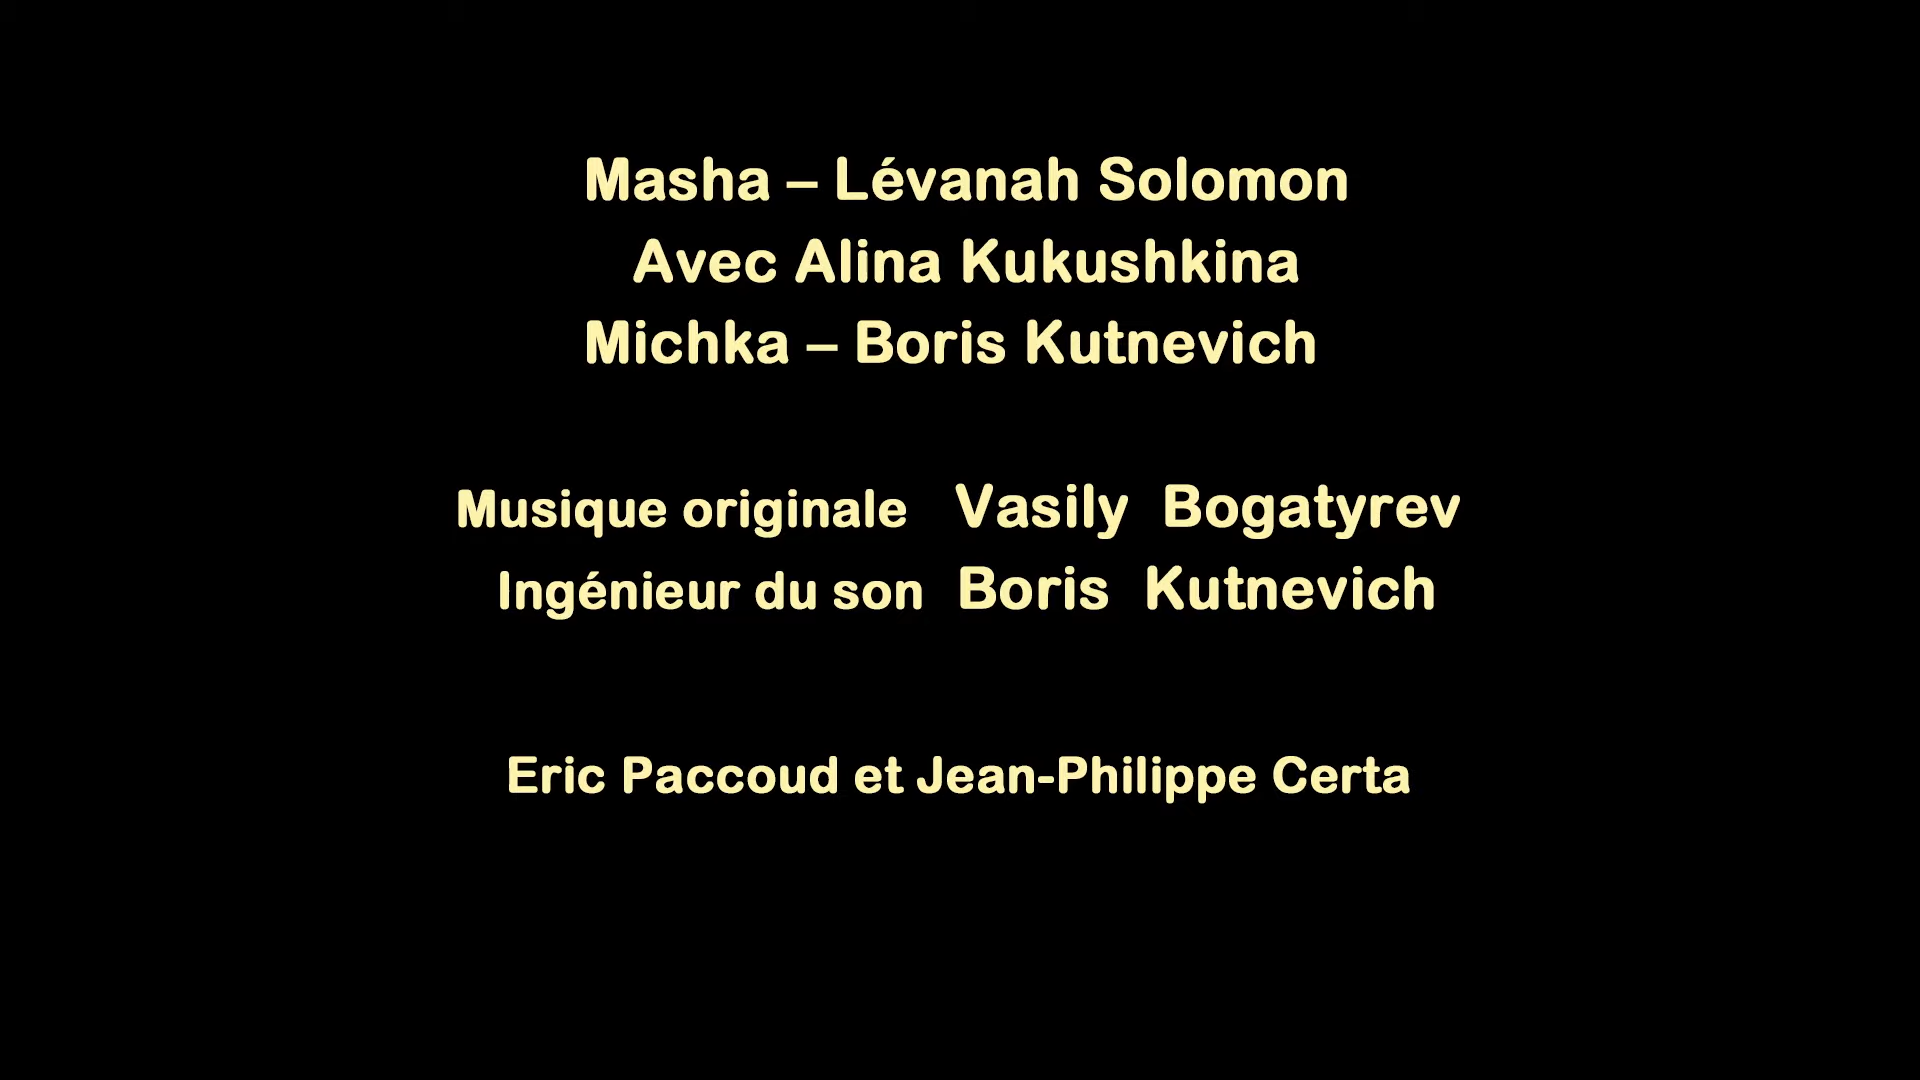 Masha – Lévanah Solomon
Avec Alina Kukushkina
Michka – Boris Kutnevich
Musique originale Vasily Bogatyrev
Ingénieur du son Boris Kutnevich
Eric Paccoud et Jean-Philippe Certa